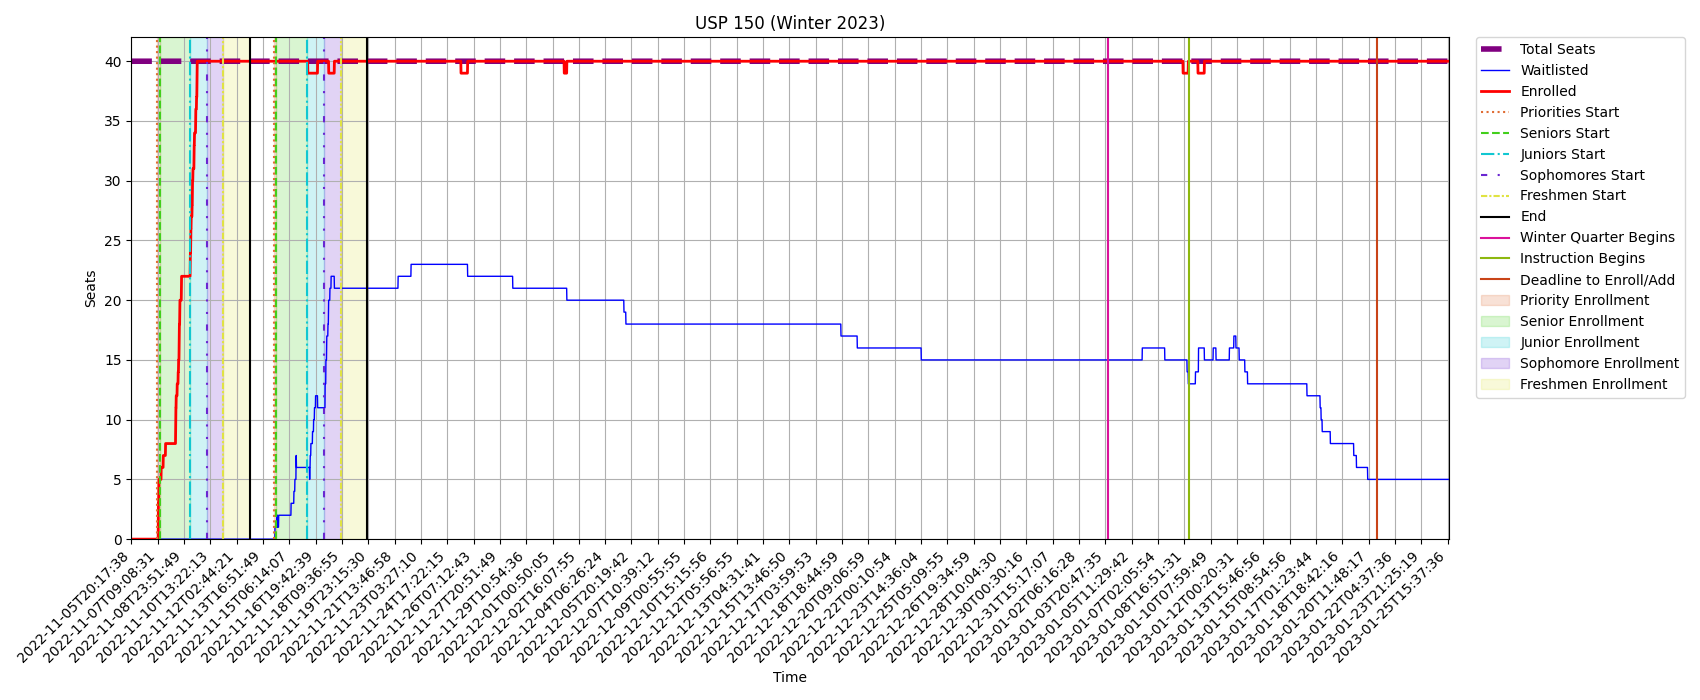 USP 150 (Winter 2023)
Seats
40
35
30
25
20
15
10
5
0
2022-11-05T20:17:38
2022-11-07T09:08:31
2022-11-08T23:51:49
2022-11-10T13:22:13
2022-11-12T02:44:21
2022-11-13T16:51:49
2022-11-15T06:14:07
2022-11-16T19:42:39
2022-11-18T09:36:55
2022-11-19T23:15:30
2022-11-21T13:46:58
2022-11-23T03:27:10
2022-11-24T17:22:15
2022-11-26T07:12:43
2022-11-27T20:51:49
2022-11-29T10:54:36
2022-12-01T00:50:05
2022-12-02T16:07:55
2022-12-04T06:26:24
2022-12-05T20:19:42
2022-12-07T10:39:12
2022-12-09T00:55:55
2022-12-10T15:15:56
2022-12-12T05:56:55
2022-12-13T04:31:41
2022-12-15T13:46:50
2022-12-17T03:59:53
2022-12-18T18:44:59
2022-12-20T09:06:59
2022-12-22T00:10:54
2022-12-23T14:36:04
2022-12-25T05:09:55
2022-12-26T19:34:59
2022-12-28T10:04:30
2022-12-30T00:30:16
2022-12-31T15:17:07
2023-01-02T06:16:28
2023-01-03T20:47:35
2023-01-05T11:29:42
2023-01-07T02:05:54
2023-01-08T16:51:31
2023-01-10T07:59:49
2023-01-12T00:20:31
2023-01-13T15:46:56
2023-01-15T08:54:56
2023-01-17T01:23:44
2023-01-18T18:42:16
2023-01-20T11:48:17
2023-01-22T04:37:36
2023-01-23T21:25:19
2023-01-25T15:37:36
Time
Total Seats
Waitlisted
Enrolled
Priorities Start
Seniors Start
Juniors Start
Sophomores Start
Freshmen Start
End
Winter Quarter Begins
Instruction Begins
Deadline to Enroll/Add
Priority Enrollment
Senior Enrollment
Junior Enrollment
Sophomore Enrollment
Freshmen Enrollment